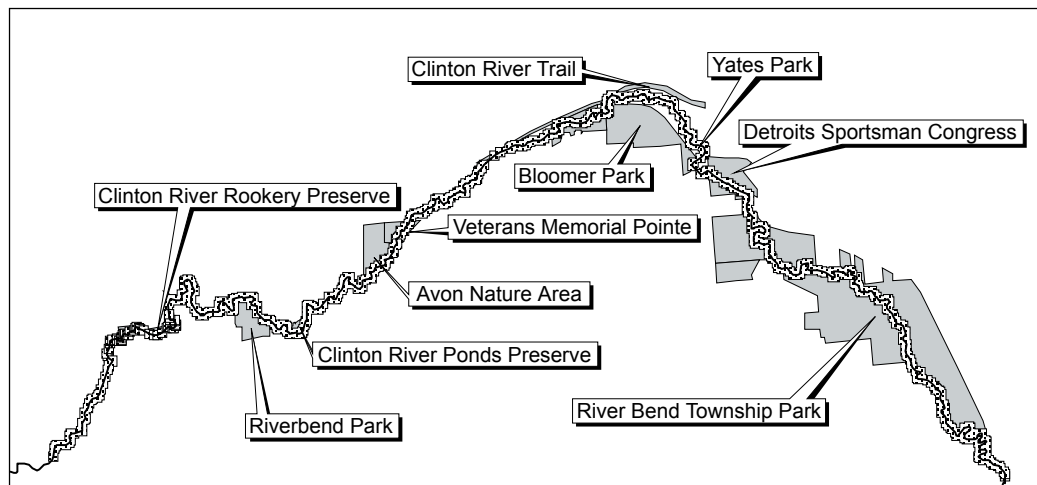 Clinton River Trail
Yates Park
Detroits Sportsman Congress
Bloomer Park
Clinton River Rookery Preserve
Veterans Memorial Pointe
Avon Nature Area
Clinton River Ponds Preserve
River Bend Township Park
Riverbend Park